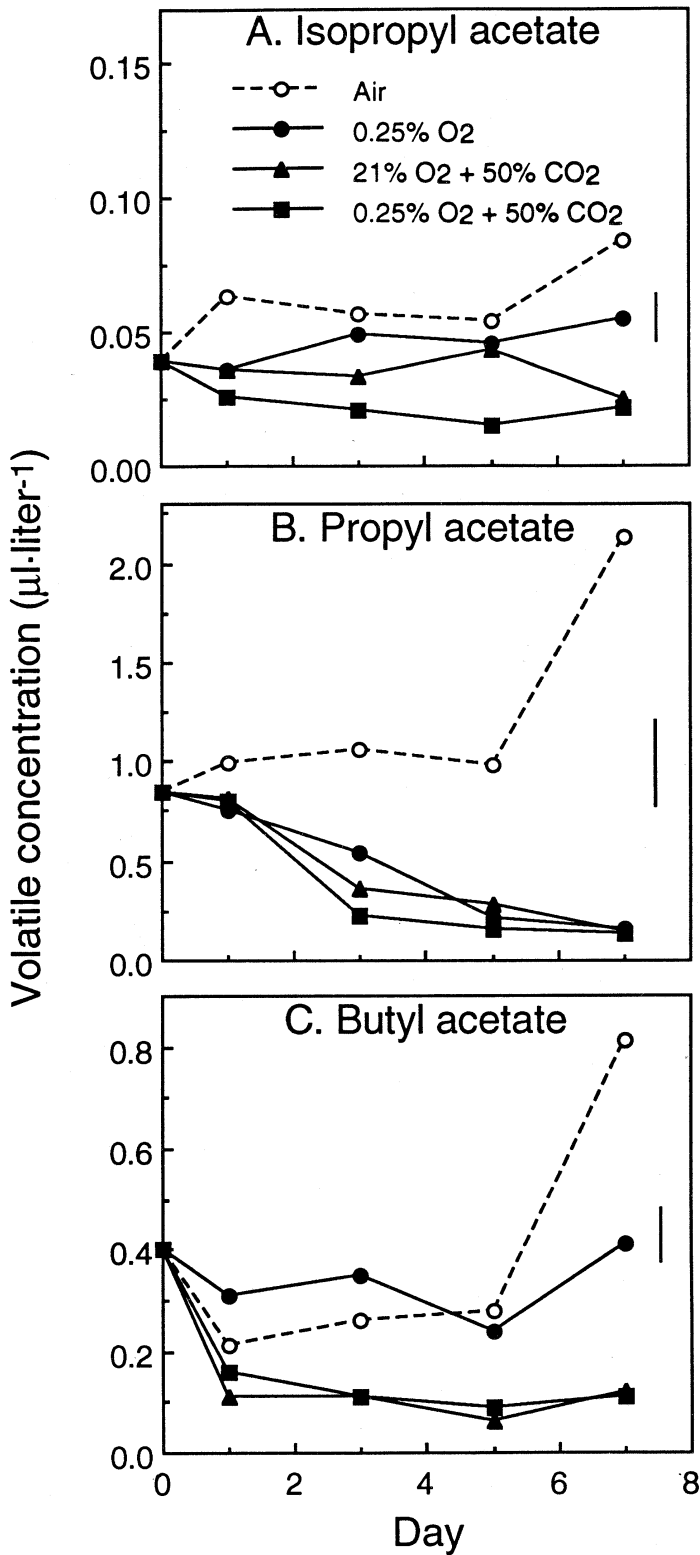 A. Isopropyl acetate
0.15
Air
0.25% O2
21% O2 + 50% CO2
0.10
0.25% O2 + 50% CO2
0.05
0.00
B. Propyl acetate
2.0
1.5
1.0
0.5
0.0
Volatile concentration (µl·liter-1)
C. Butyl acetate
0.8
0.6
0.4
0.2
0.0
0 2 4 6 8
Day